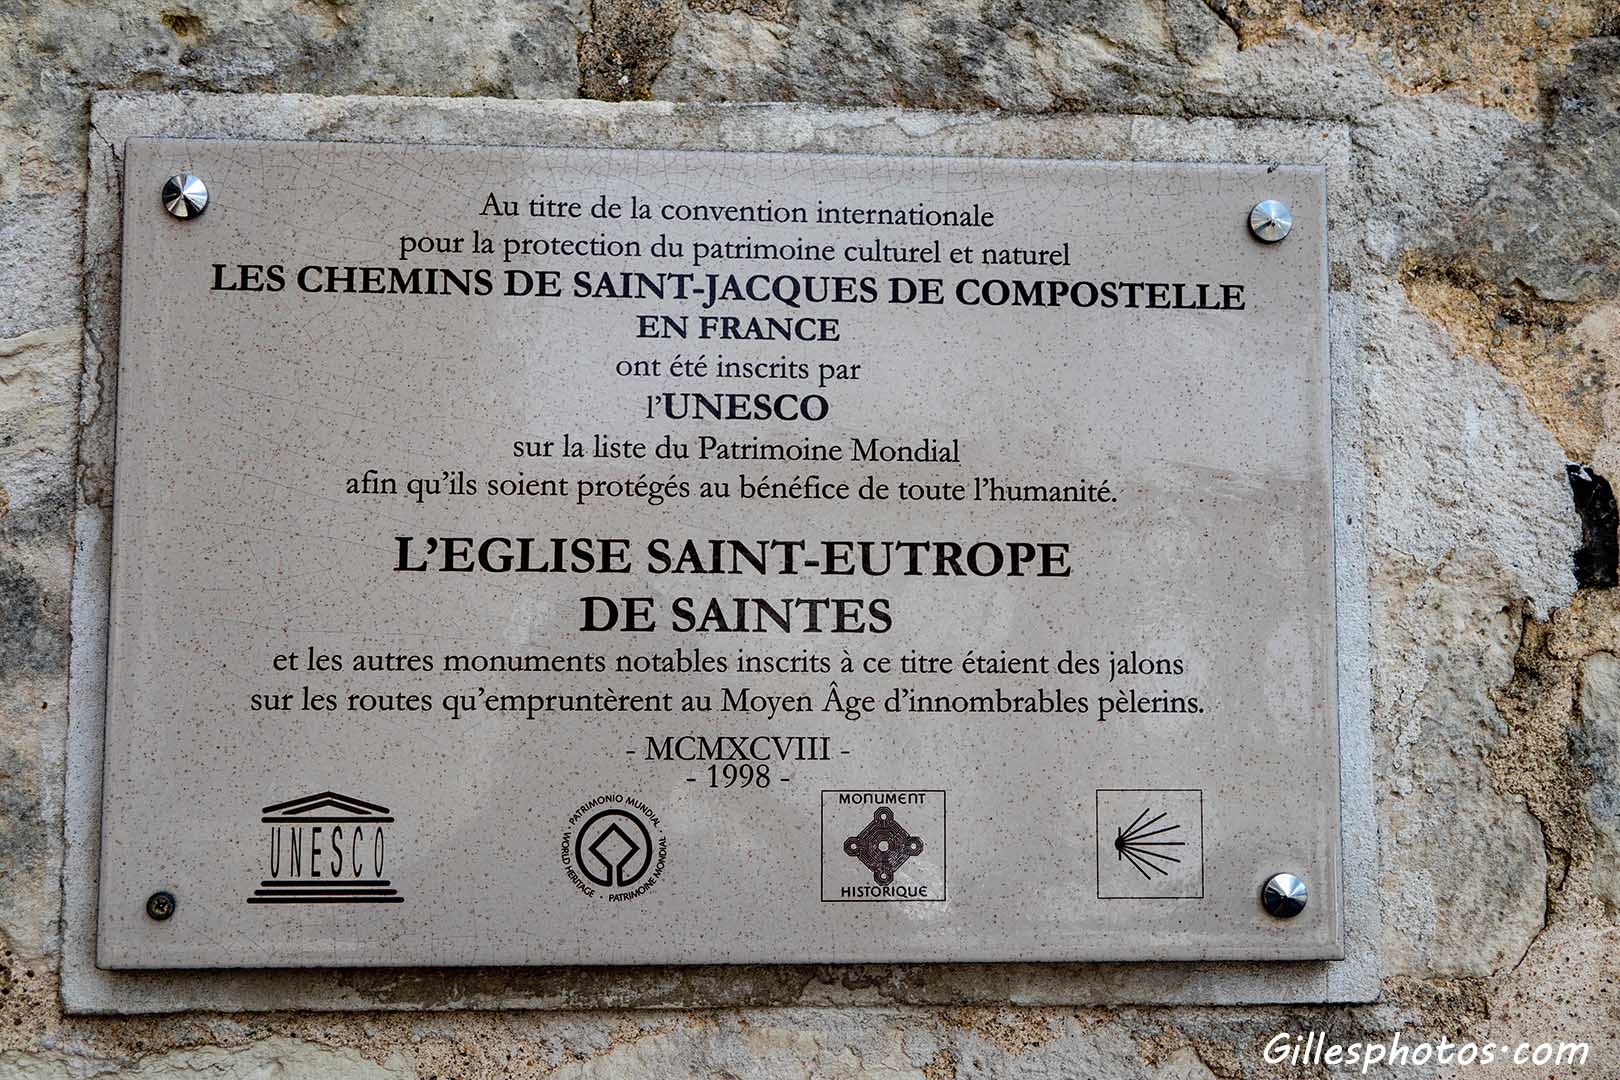 Au titre de la convention internationale
pour la protection du patrimoine culturel et naturel
LES CHEMINS DE SAINT-JACQUES DE COMPOSTELLE
EN FRANCE
ont été inscrits par
l'UNESCO
sur la liste du Patrimoine Mondial
afin qu'ils soient protégés au bénéfice de toute l'humanité.
L'EGLISE SAINT-EUTROPE
DE SAINTES
et les autres monuments notables inscrits à ce titre étaient des jalons
sur les routes qu'empruntèrent au Moyen Âge d'innombrables pèlerins.
- MCMXCVIII -
- 1998 -
UNESCO
PATRIMONIO MUNDIAL · WORLD HERITAGE · PATRIMOINE MONDIAL ·
MONUMENT
HISTORIQUE
Gillesphotos.com